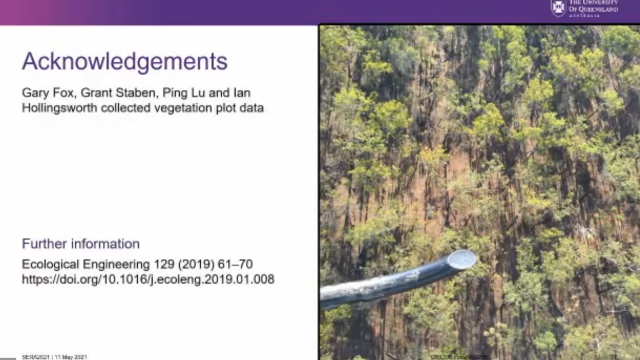 THE UNIVERSITY
OF QUEENSLAND
AUSTRALIA
Acknowledgements
Gary Fox, Grant Staben, Ping Lu and Ian
Hollingsworth collected vegetation plot data
Further information
Ecological Engineering 129 (2019) 61–70
https://doi.org/10.1016/j.ecoleng.2019.01.008
SERA2021 | 11 May 2021